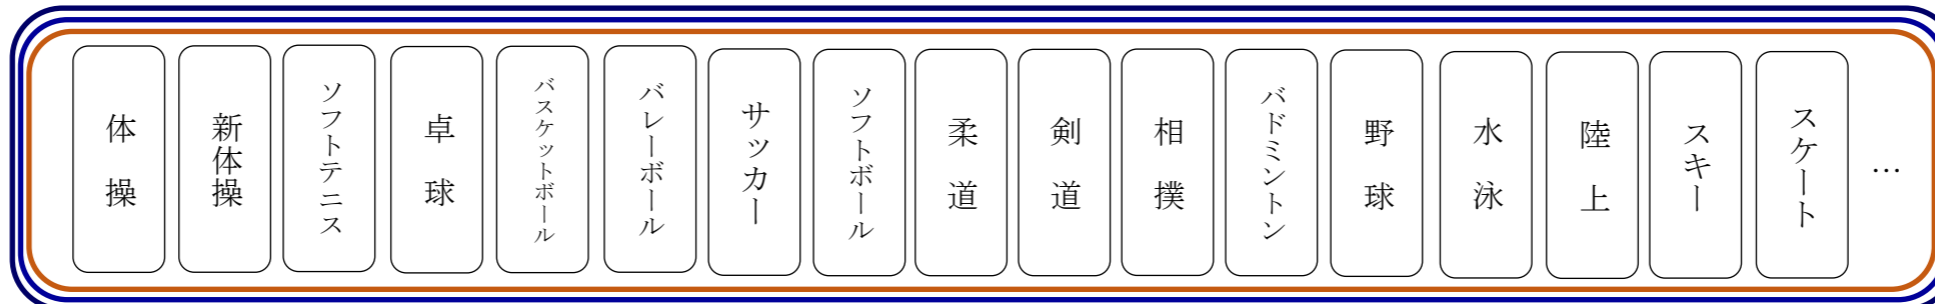 体操
新体操
ソフトテニス
卓球
バスケットボール
バレーボール
サッカー
ソフトボール
柔道
剣道
相撲
バドミントン
野球
水泳
陸上
スキー
スケート
…